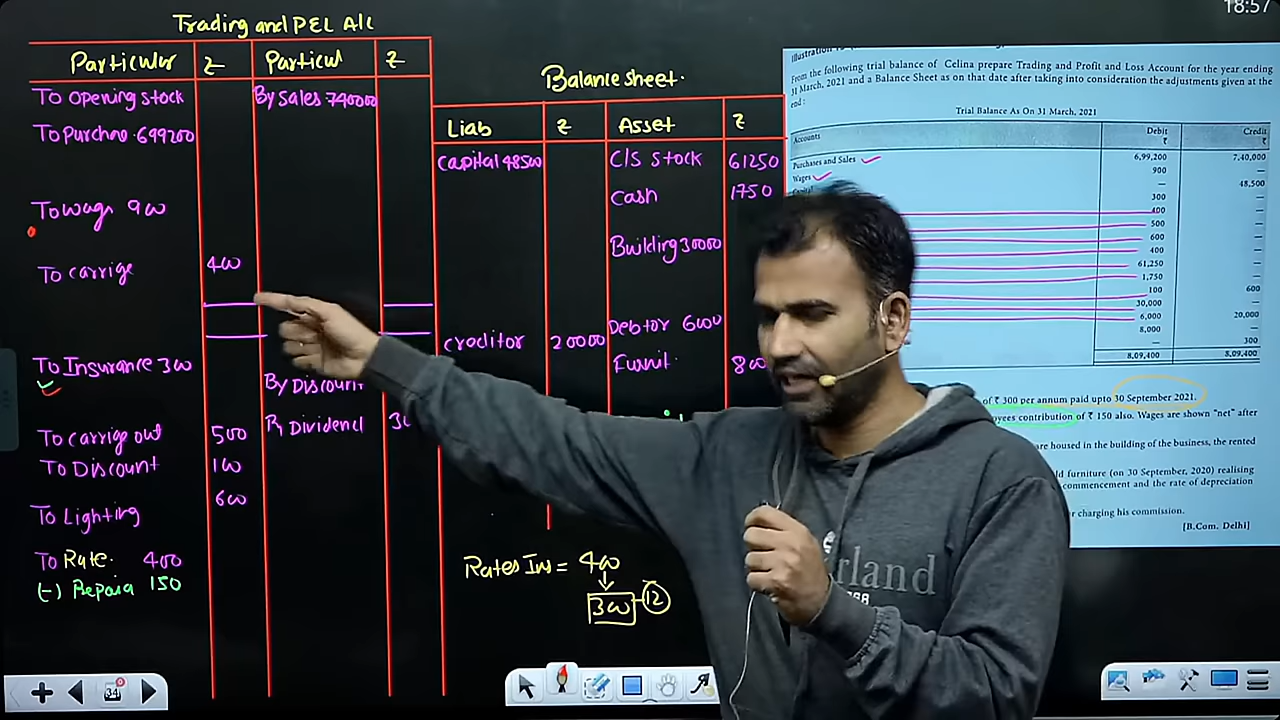 18:57
Trading and P&L A/c
Particular ₹ Particul ₹
To opening stock By Sales 740000
To Purchase 699200
To wages 900
To carrige 400
To Insurance 300
By Discount
To carrige out 500 By Dividend
To Discount 100
To Lighting 600
To Rate. 400
(-) Repaid 150
Balance sheet.
Liab ₹ Asset ₹
Capital 48500 C/S Stock 61250
Cash 1750
Building 30000
Debtor 6000
creditor 20000
Furnit.
Rates Ins = 400
300 12
From the following trial balance of Celina prepare Trading and Profit and Loss Account for the year ending
31 March, 2021 and a Balance Sheet as on that date after taking into consideration the adjustments given at the
end :
Trial Balance As On 31 March, 2021
Accounts Debit ₹ Credit ₹
Purchases and Sales 6,99,200 7,40,000
Wages 900 —
— 48,500
300 —
400 —
500 —
600 —
400 —
61,250 —
1,750 —
100 600
30,000 —
6,000 20,000
8,000 —
— 300
8,09,400 8,09,400
of ₹ 300 per annum paid upto 30 September 2021.
yees contribution of ₹ 150 also. Wages are shown "net" after
are housed in the building of the business, the rented
ld furniture (on 30 September, 2020) realising
commencement and the rate of depreciation
r charging his commission.
[B.Com. Delhi]
34